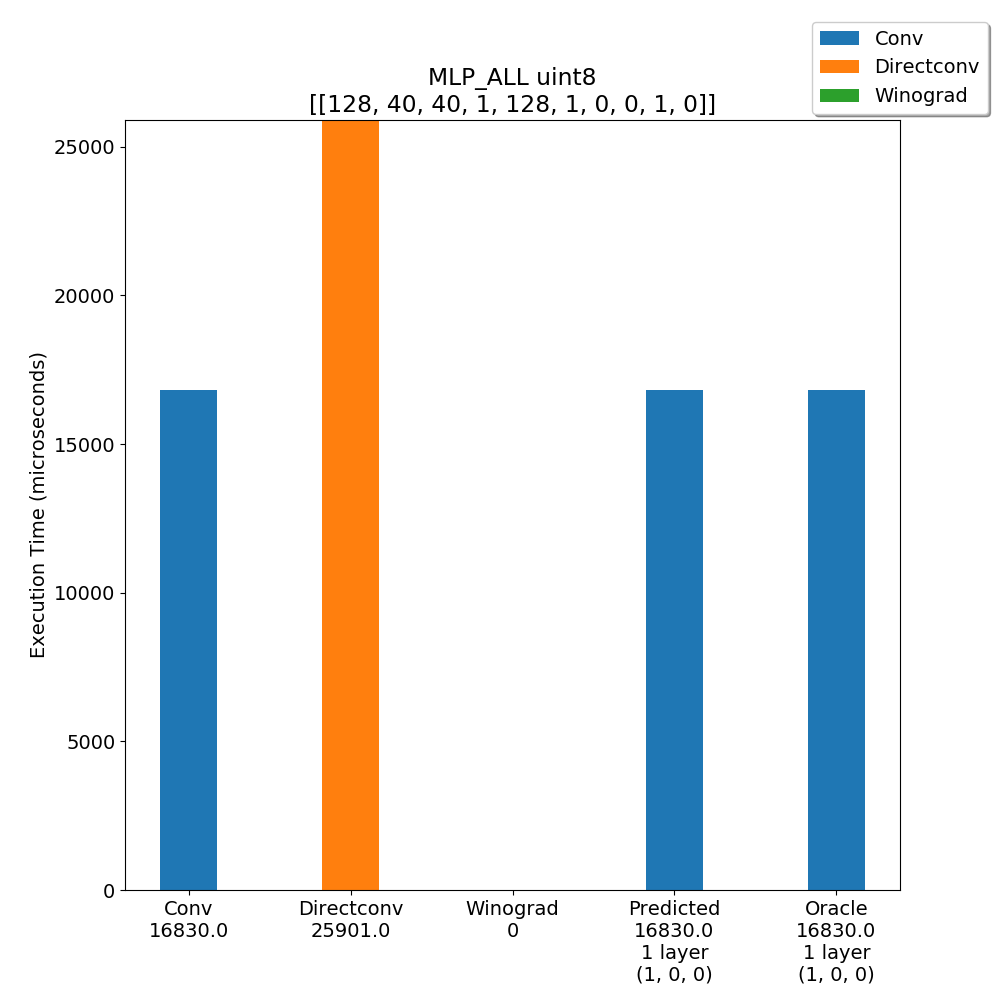 Conv
Directconv
Winograd
MLP_ALL uint8
[[128, 40, 40, 1, 128, 1, 0, 0, 1, 0]]
Execution Time (microseconds)
25000
20000
15000
10000
5000
0
Conv
16830.0
Directconv
25901.0
Winograd
0
Predicted
16830.0
1 layer
(1, 0, 0)
Oracle
16830.0
1 layer
(1, 0, 0)